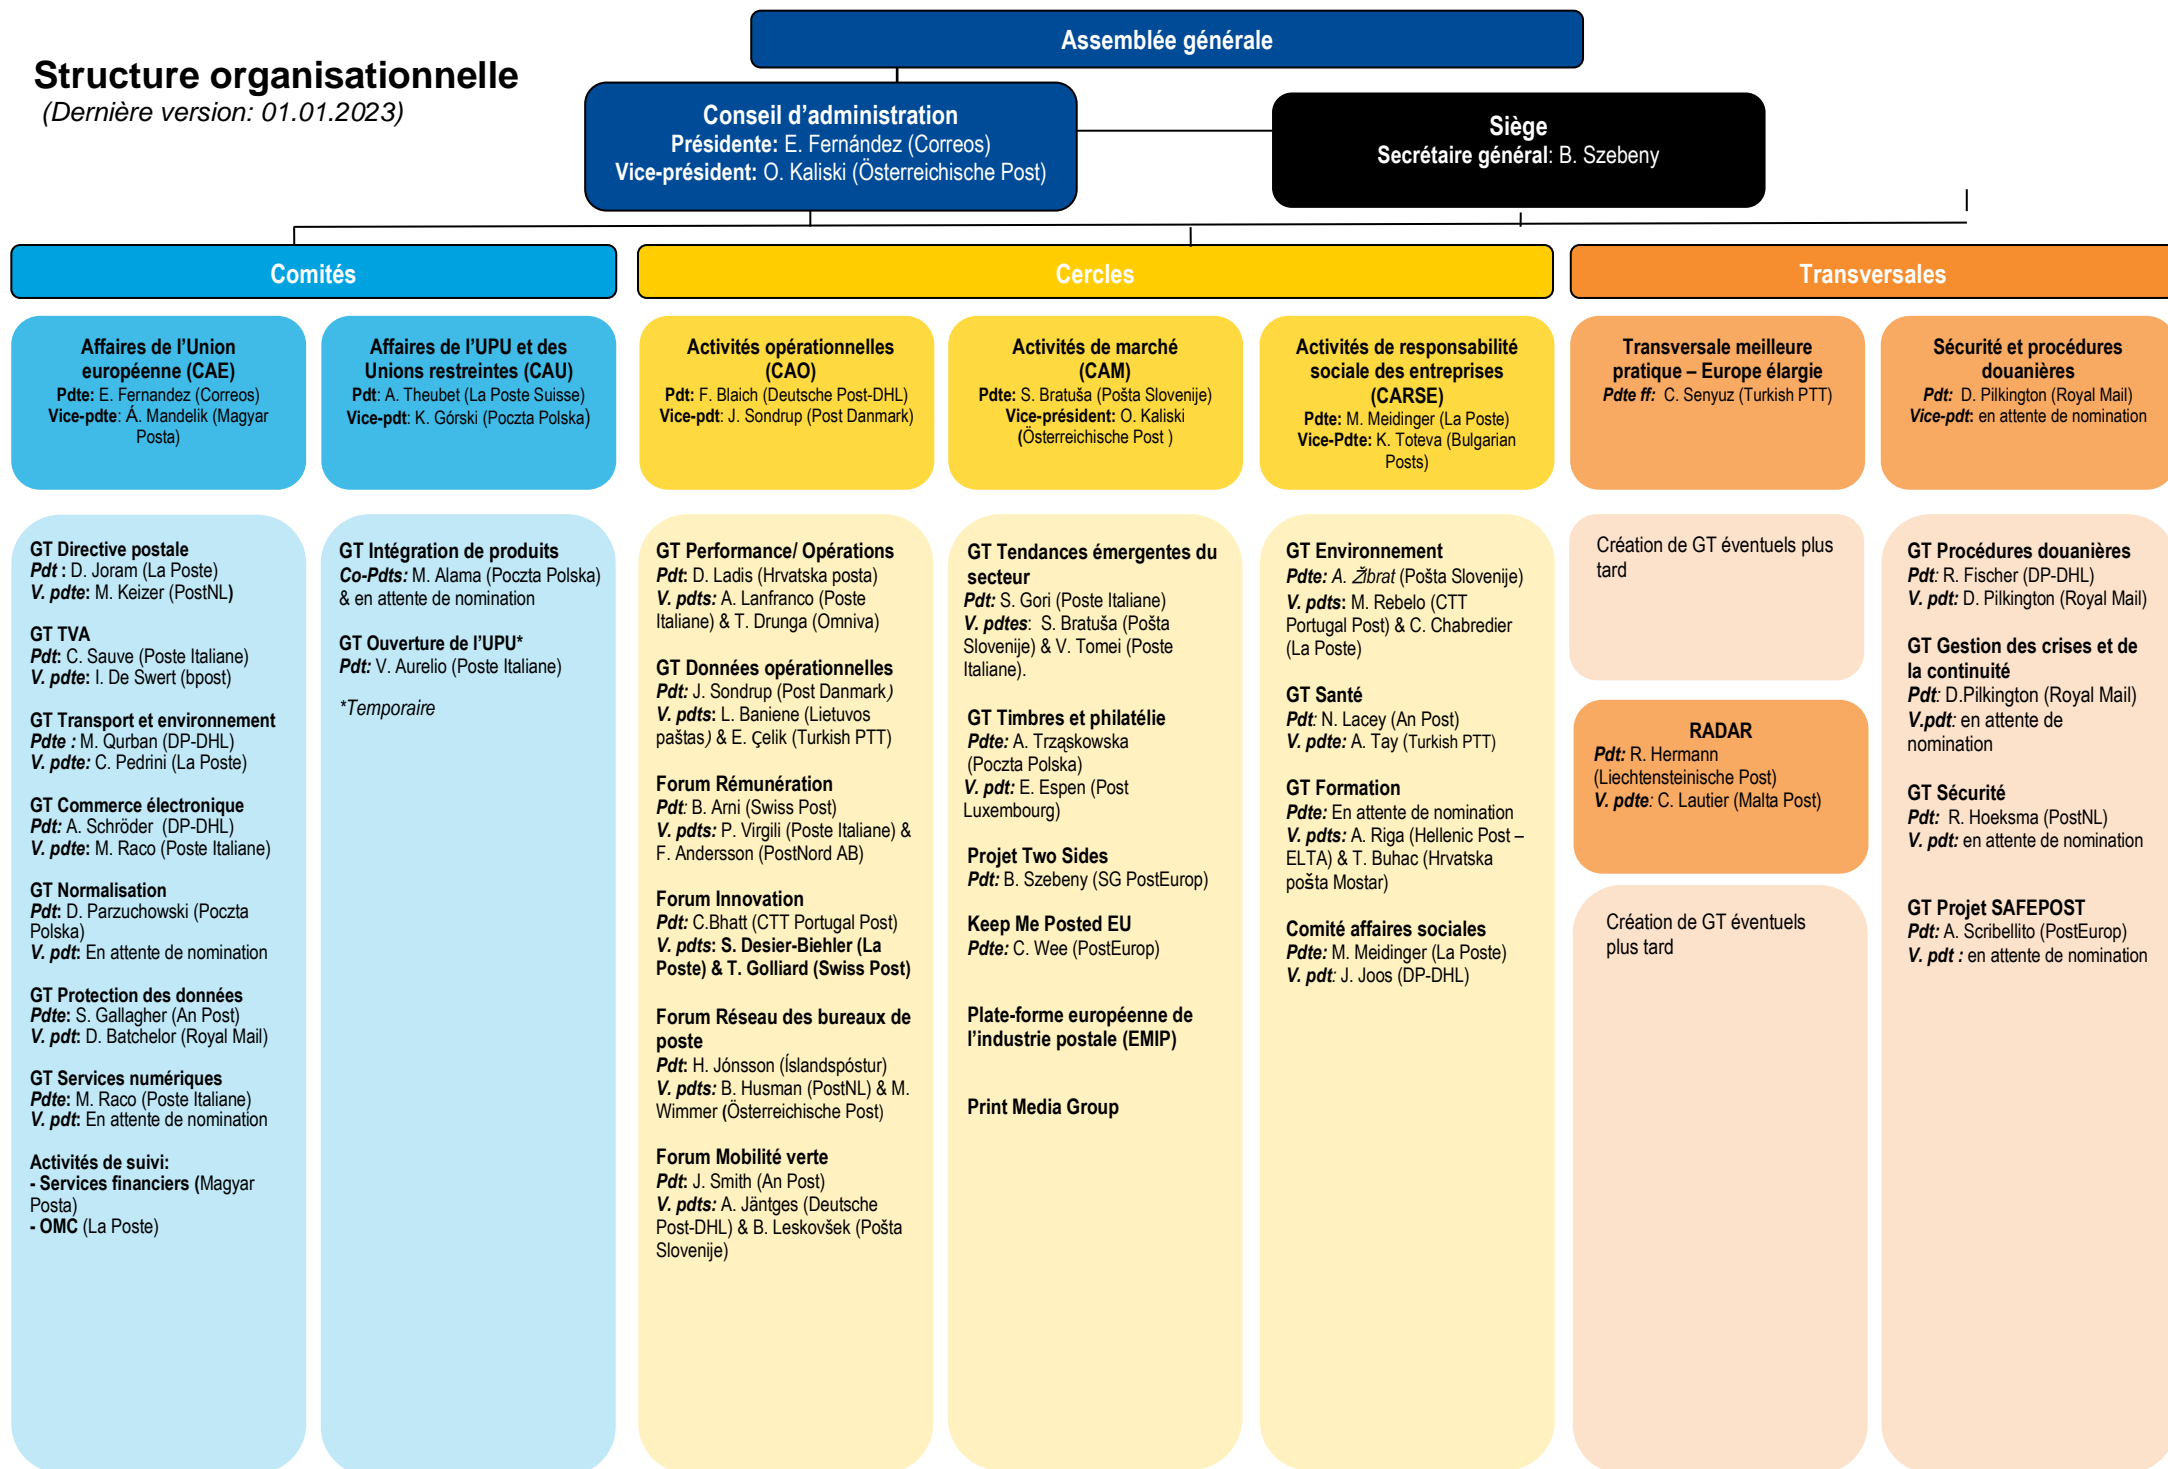 Structure organisationnelle
(Dernière version: 01.01.2023)
Assemblée générale
Conseil d’administration
Présidente: E. Fernández (Correos)
Vice-président: O. Kaliski (Österreichische Post)
Siège
Secrétaire général: B. Szebeny
Comités
Cercles
Transversales
Affaires de l’Union
européenne (CAE)
Pdte: E. Fernandez (Correos)
Vice-pdte: Á. Mandelik (Magyar
Posta)
Affaires de l’UPU et des
Unions restreintes (CAU)
Pdt: A. Theubet (La Poste Suisse)
Vice-pdt: K. Górski (Poczta Polska)
Activités opérationnelles
(CAO)
Pdt: F. Blaich (Deutsche Post-DHL)
Vice-pdt: J. Sondrup (Post Danmark)
Activités de marché
(CAM)
Pdte: S. Bratuša (Pošta Slovenije)
Vice-président: O. Kaliski
(Österreichische Post )
Activités de responsabilité
sociale des entreprises
(CARSE)
Pdte: M. Meidinger (La Poste)
Vice-Pdte: K. Toteva (Bulgarian
Posts)
Transversale meilleure
pratique – Europe élargie
Pdte ff: C. Senyuz (Turkish PTT)
Sécurité et procédures
douanières
Pdt: D. Pilkington (Royal Mail)
Vice-pdt: en attente de nomination
GT Directive postale
Pdt : D. Joram (La Poste)
V. pdte: M. Keizer (PostNL)
GT TVA
Pdt: C. Sauve (Poste Italiane)
V. pdte: I. De Swert (bpost)
GT Transport et environnement
Pdte : M. Qurban (DP-DHL)
V. pdte: C. Pedrini (La Poste)
GT Commerce électronique
Pdt: A. Schröder (DP-DHL)
V. pdte: M. Raco (Poste Italiane)
GT Normalisation
Pdt: D. Parzuchowski (Poczta
Polska)
V. pdt: En attente de nomination
GT Protection des données
Pdte: S. Gallagher (An Post)
V. pdt: D. Batchelor (Royal Mail)
GT Services numériques
Pdte: M. Raco (Poste Italiane)
V. pdt: En attente de nomination
Activités de suivi:
- Services financiers (Magyar
Posta)
- OMC (La Poste)
GT Intégration de produits
Co-Pdts: M. Alama (Poczta Polska)
& en attente de nomination
GT Ouverture de l’UPU*
Pdt: V. Aurelio (Poste Italiane)
*Temporaire
GT Performance/ Opérations
Pdt: D. Ladis (Hrvatska posta)
V. pdts: A. Lanfranco (Poste
Italiane) & T. Drunga (Omniva)
GT Données opérationnelles
Pdt: J. Sondrup (Post Danmark)
V. pdts: L. Baniene (Lietuvos
paštas) & E. Çelik (Turkish PTT)
Forum Rémunération
Pdt: B. Arni (Swiss Post)
V. pdts: P. Virgili (Poste Italiane) &
F. Andersson (PostNord AB)
Forum Innovation
Pdt: C.Bhatt (CTT Portugal Post)
V. pdts: S. Desier-Biehler (La
Poste) & T. Golliard (Swiss Post)
Forum Réseau des bureaux de
poste
Pdt: H. Jónsson (Íslandspóstur)
V. pdts: B. Husman (PostNL) & M.
Wimmer (Österreichische Post)
Forum Mobilité verte
Pdt: J. Smith (An Post)
V. pdts: A. Jäntges (Deutsche
Post-DHL) & B. Leskovšek (Pošta
Slovenije)
GT Tendances émergentes du
secteur
Pdt: S. Gori (Poste Italiane)
V. pdtes: S. Bratuša (Pošta
Slovenije) & V. Tomei (Poste
Italiane).
GT Timbres et philatélie
Pdte: A. Trząskowska
(Poczta Polska)
V. pdt: E. Espen (Post
Luxembourg)
Projet Two Sides
Pdt: B. Szebeny (SG PostEurop)
Keep Me Posted EU
Pdte: C. Wee (PostEurop)
Plate-forme européenne de
l’industrie postale (EMIP)
Print Media Group
GT Environnement
Pdte: A. Žibrat (Pošta Slovenije)
V. pdts: M. Rebelo (CTT
Portugal Post) & C. Chabredier
(La Poste)
GT Santé
Pdt: N. Lacey (An Post)
V. pdte: A. Tay (Turkish PTT)
GT Formation
Pdte: En attente de nomination
V. pdts: A. Riga (Hellenic Post –
ELTA) & T. Buhac (Hrvatska
pošta Mostar)
Comité affaires sociales
Pdte: M. Meidinger (La Poste)
V. pdt: J. Joos (DP-DHL)
Création de GT éventuels plus
tard
RADAR
Pdt: R. Hermann
(Liechtensteinische Post)
V. pdte: C. Lautier (Malta Post)
Création de GT éventuels
plus tard
GT Procédures douanières
Pdt: R. Fischer (DP-DHL)
V. pdt: D. Pilkington (Royal Mail)
GT Gestion des crises et de
la continuité
Pdt: D.Pilkington (Royal Mail)
V.pdt: en attente de
nomination
GT Sécurité
Pdt: R. Hoeksma (PostNL)
V. pdt: en attente de nomination
GT Projet SAFEPOST
Pdt: A. Scribellito (PostEurop)
V. pdt : en attente de nomination